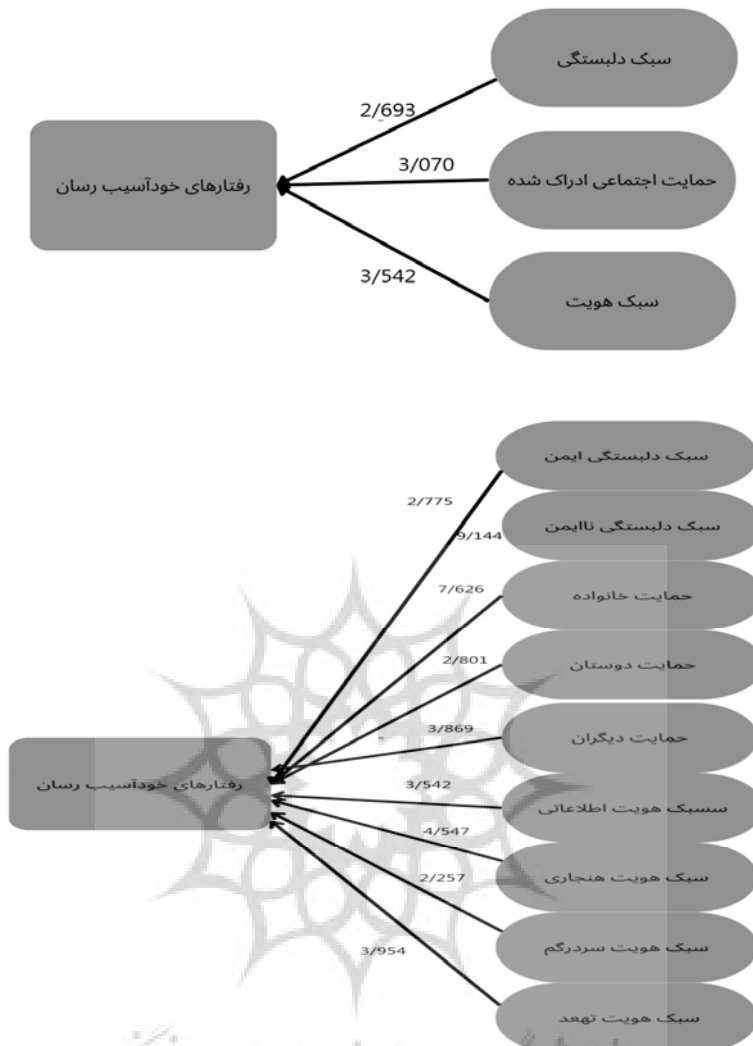 سبک دلبستگی
2/693
حمایت اجتماعی ادراک شده
3/070
رفتارهای خودآسیب رسان
3/542
سبک هویت
سبک دلبستگی ایمن
2/775
سبک دلبستگی ناایمن
9/144
حمایت خانواده
7/626
حمایت دوستان
2/801
حمایت دیگران
3/869
رفتارهای خودآسیب رسان
سسبک هویت اطلاعاتی
3/542
سبک هویت هنجاری
4/547
2/257
سبک هویت سردرگم
3/954
سبک هویت تهعد